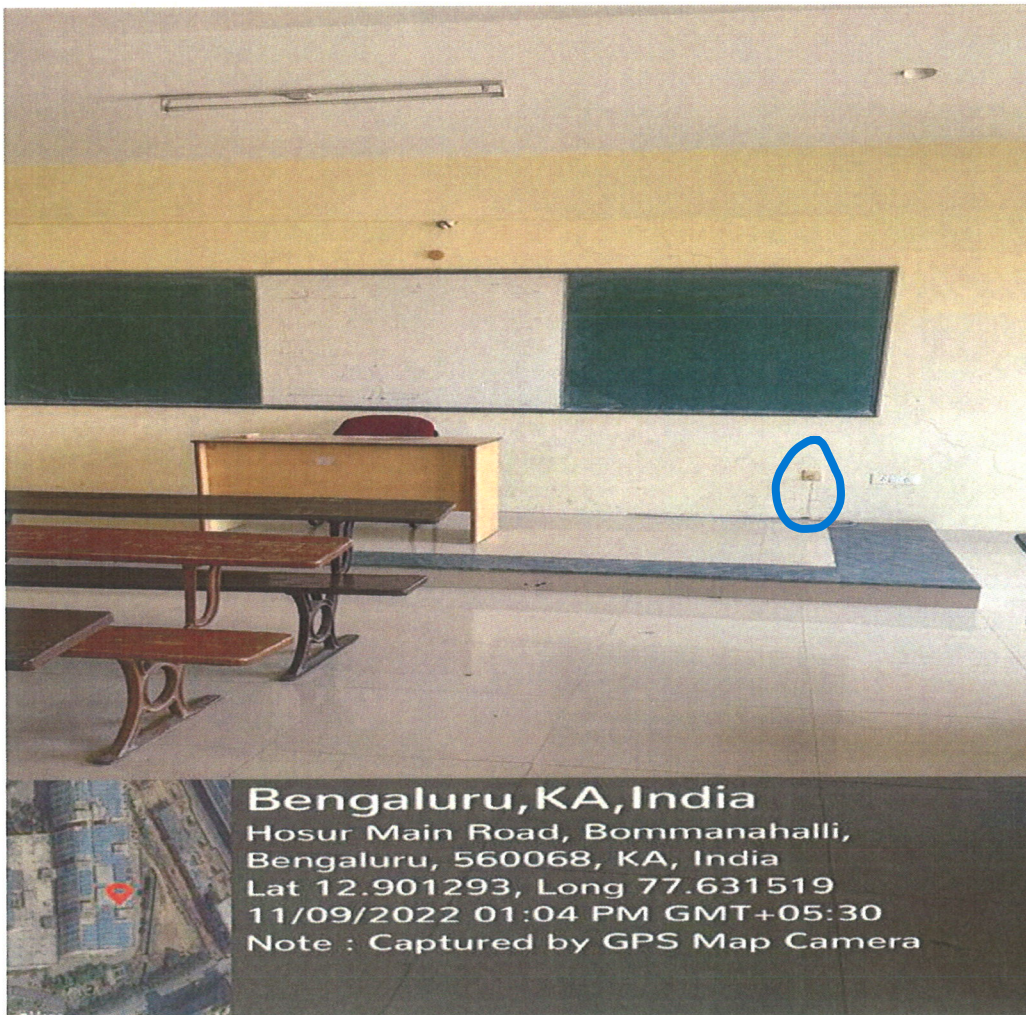 Bengaluru,KA,India
Hosur Main Road, Bommanahalli,
Bengaluru, 560068, KA, India
Lat 12.901293, Long 77.631519
11/09/2022 01:04 PM GMT+05:30
Note : Captured by GPS Map Camera